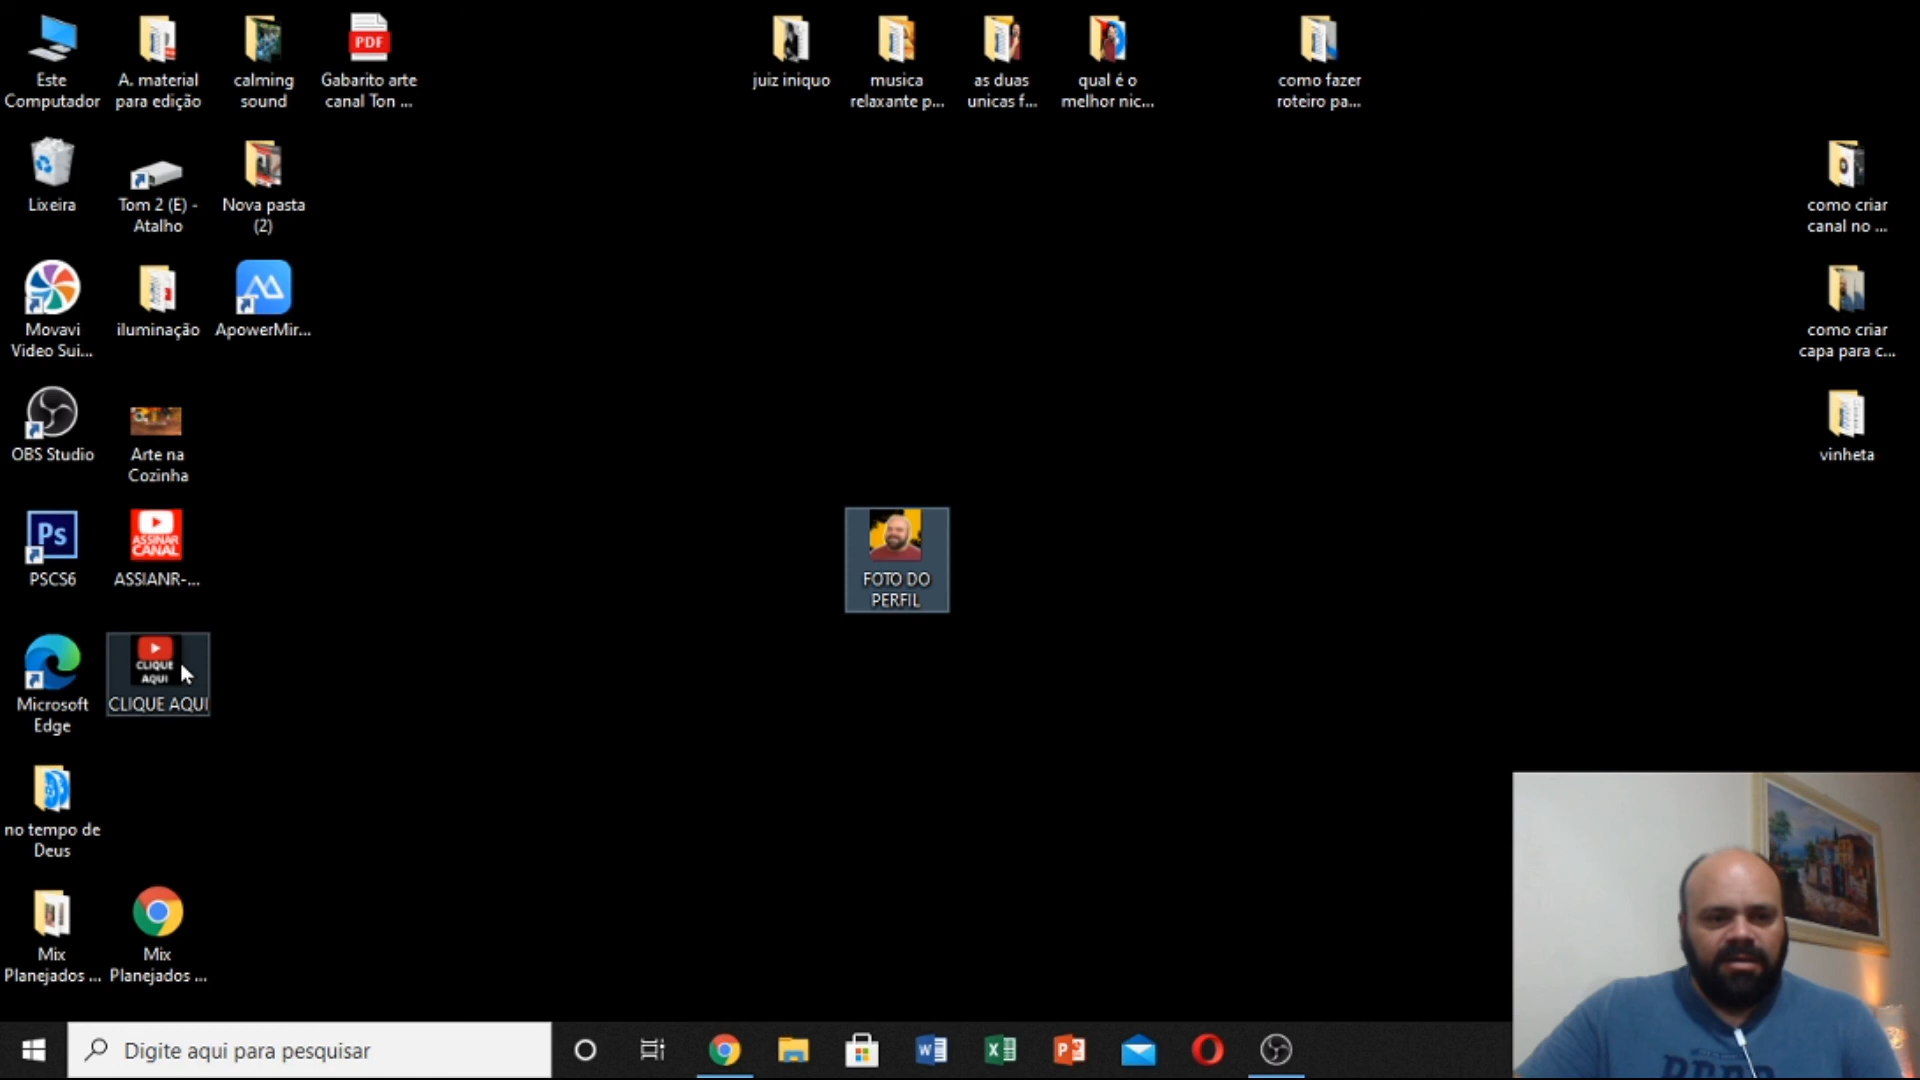 Este
Computador
A. material
para edição
calming
sound
PDF
Gabarito arte
canal Ton ...
juiz iniquo
musica
relaxante p...
as duas
unicas f...
qual é o
melhor nic...
como fazer
roteiro pa...
Lixeira
Tom 2 (E) -
Atalho
Nova pasta
(2)
como criar
canal no ...
Movavi
Video Sui...
iluminação
ApowerMir...
como criar
capa para c...
OBS Studio
Arte na
Cozinha
vinheta
Ps
PSCS6
ASSINAR
CANAL
ASSIANR-...
FOTO DO
PERFIL
Microsoft
Edge
CLIQUE
AQUI
CLIQUE AQUI
no tempo de
Deus
Mix
Planejados ...
Mix
Planejados ...
Digite aqui para pesquisar